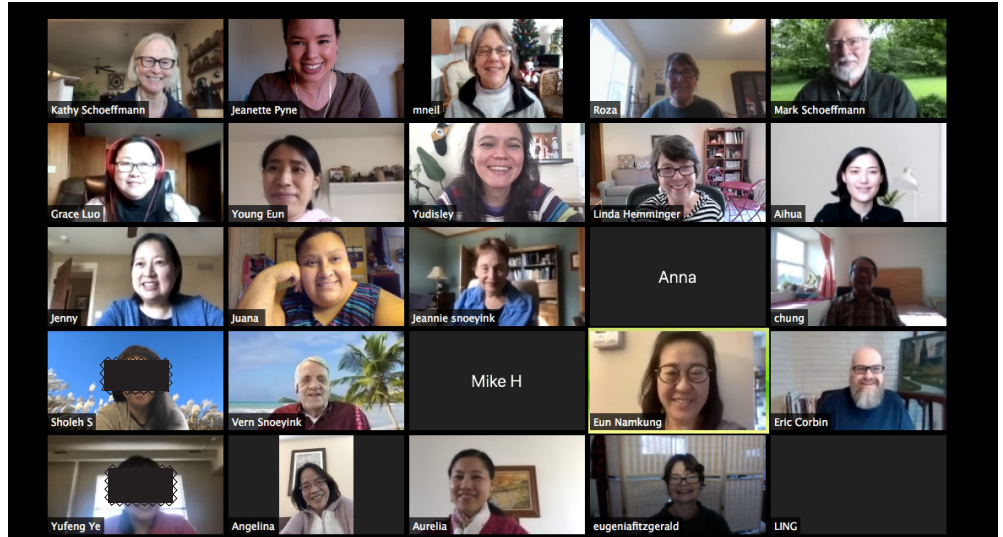 Kathy Schoeffmann
Jeanette Pyne
mneil
Roza
Mark Schoeffmann
Grace Luo
Young Eun
Yudisley
Linda Hemminger
Aihua
Jenny
Juana
Jeannie snoeyink
Anna
chung
Sholeh S
Vern Snoeyink
Mike H
Eun Namkung
Eric Corbin
Yufeng Ye
Angelina
Aurelia
eugeniafitzgerald
LING